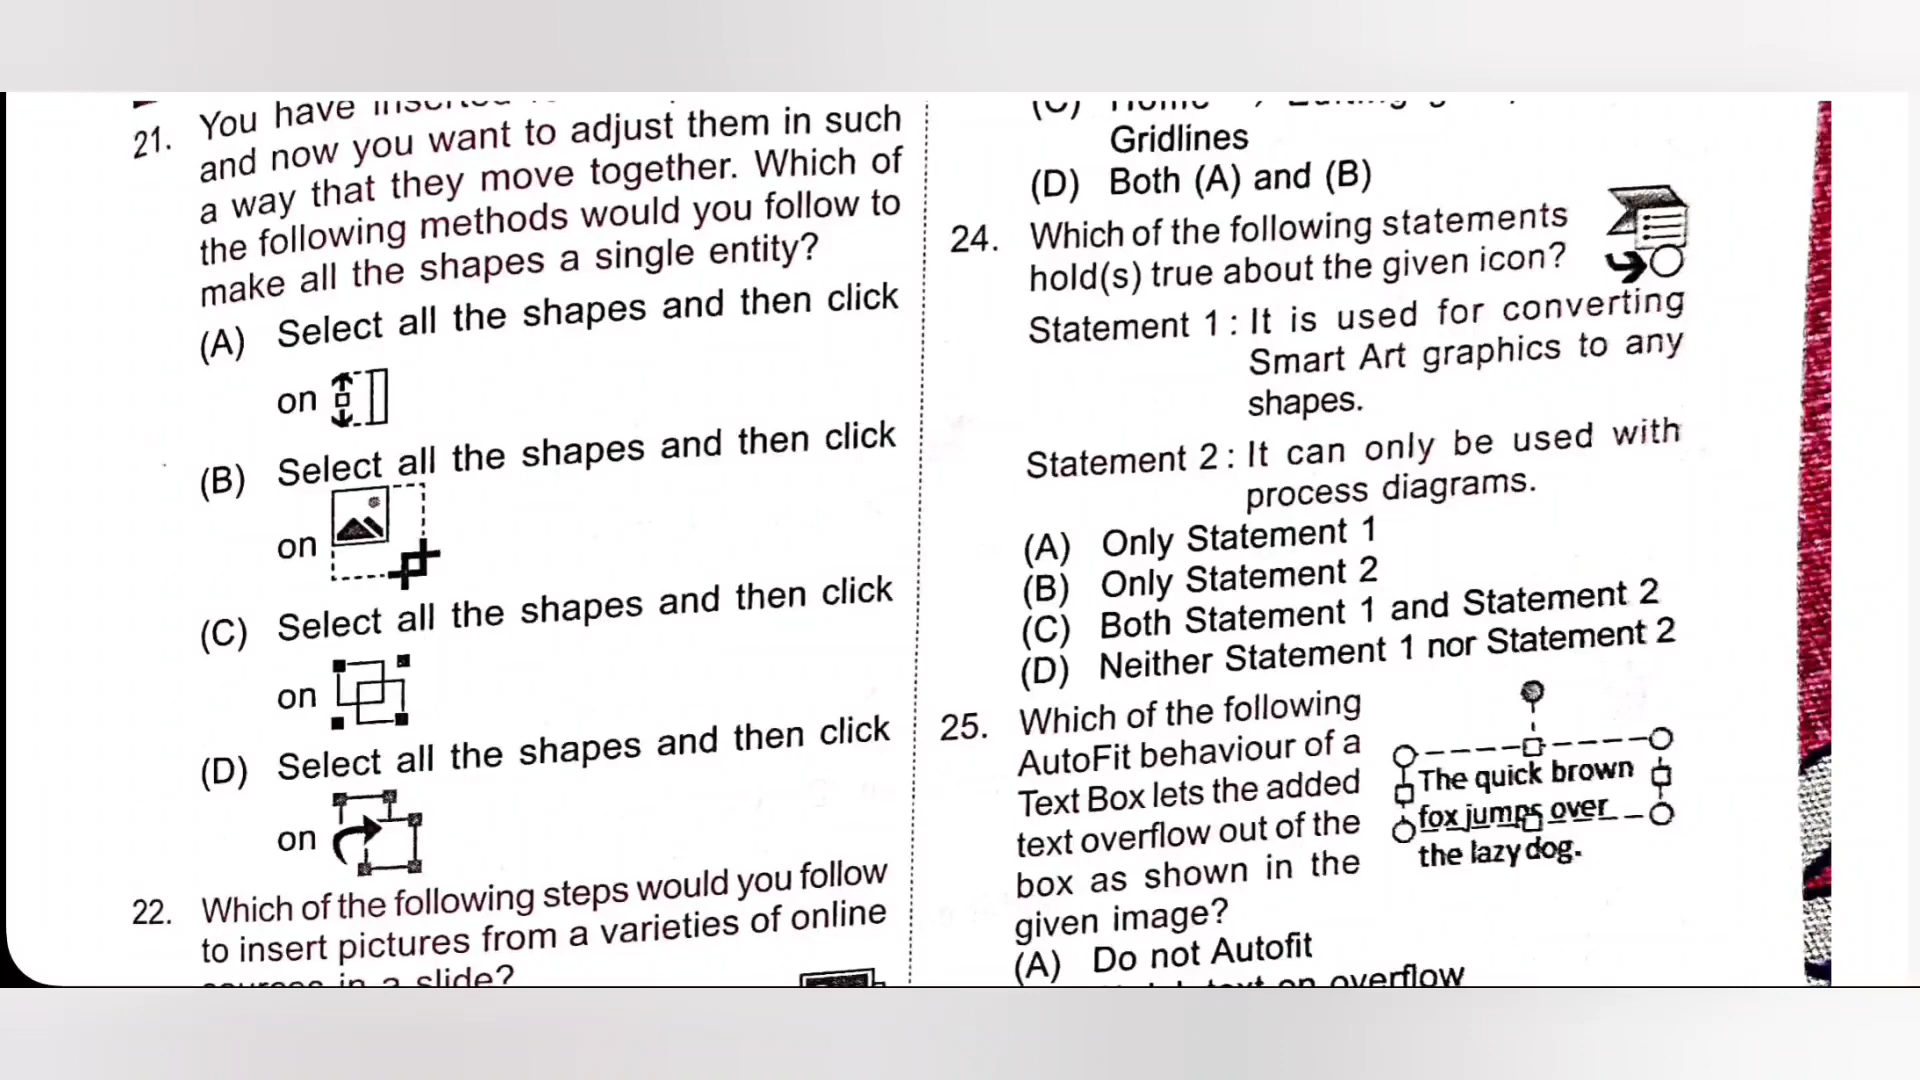 21. You have
and now you want to adjust them in such
a way that they move together. Which of
the following methods would you follow to
make all the shapes a single entity?
(A) Select all the shapes and then click
on
(B) Select all the shapes and then click
on
(C) Select all the shapes and then click
on
(D) Select all the shapes and then click
on
22. Which of the following steps would you follow
to insert pictures from a varieties of online
in a slide?
(C) Home
Gridlines
(D) Both (A) and (B)
24. Which of the following statements
hold(s) true about the given icon?
Statement 1 : It is used for converting
Smart Art graphics to any
shapes.
Statement 2 : It can only be used with
process diagrams.
(A) Only Statement 1
(B) Only Statement 2
(C) Both Statement 1 and Statement 2
(D) Neither Statement 1 nor Statement 2
25. Which of the following
AutoFit behaviour of a
Text Box lets the added
text overflow out of the
box as shown in the
given image?
The quick brown
fox jumps over
the lazy dog.
(A) Do not Autofit
text on overflow